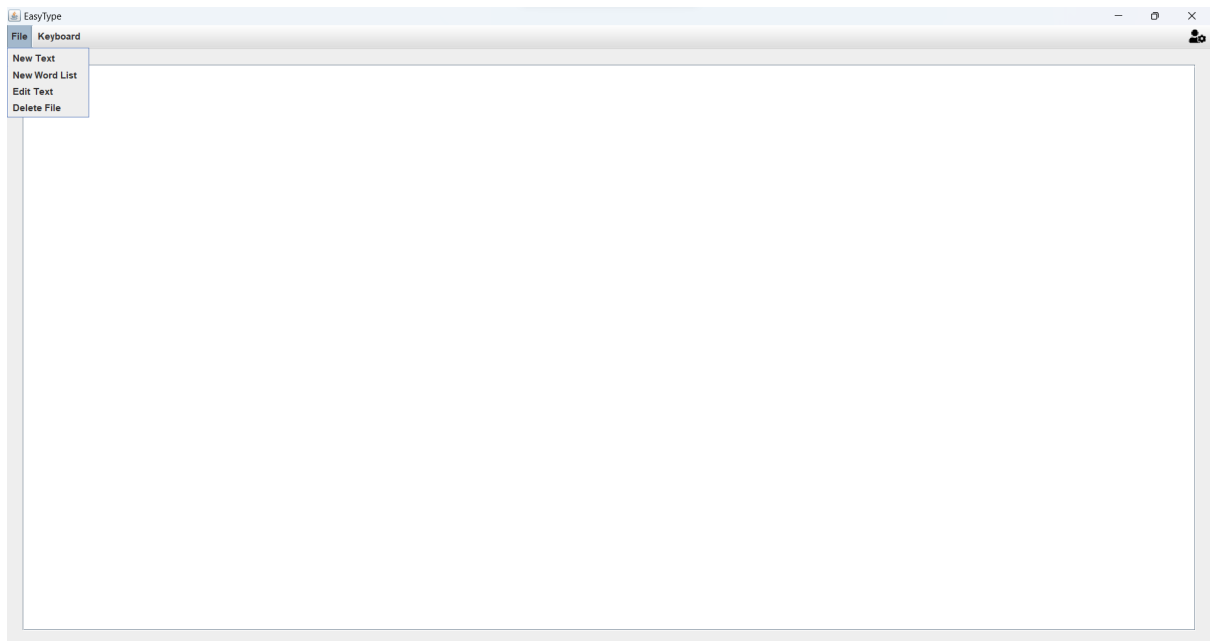 EasyType
File Keyboard
New Text
New Word List
Edit Text
Delete File